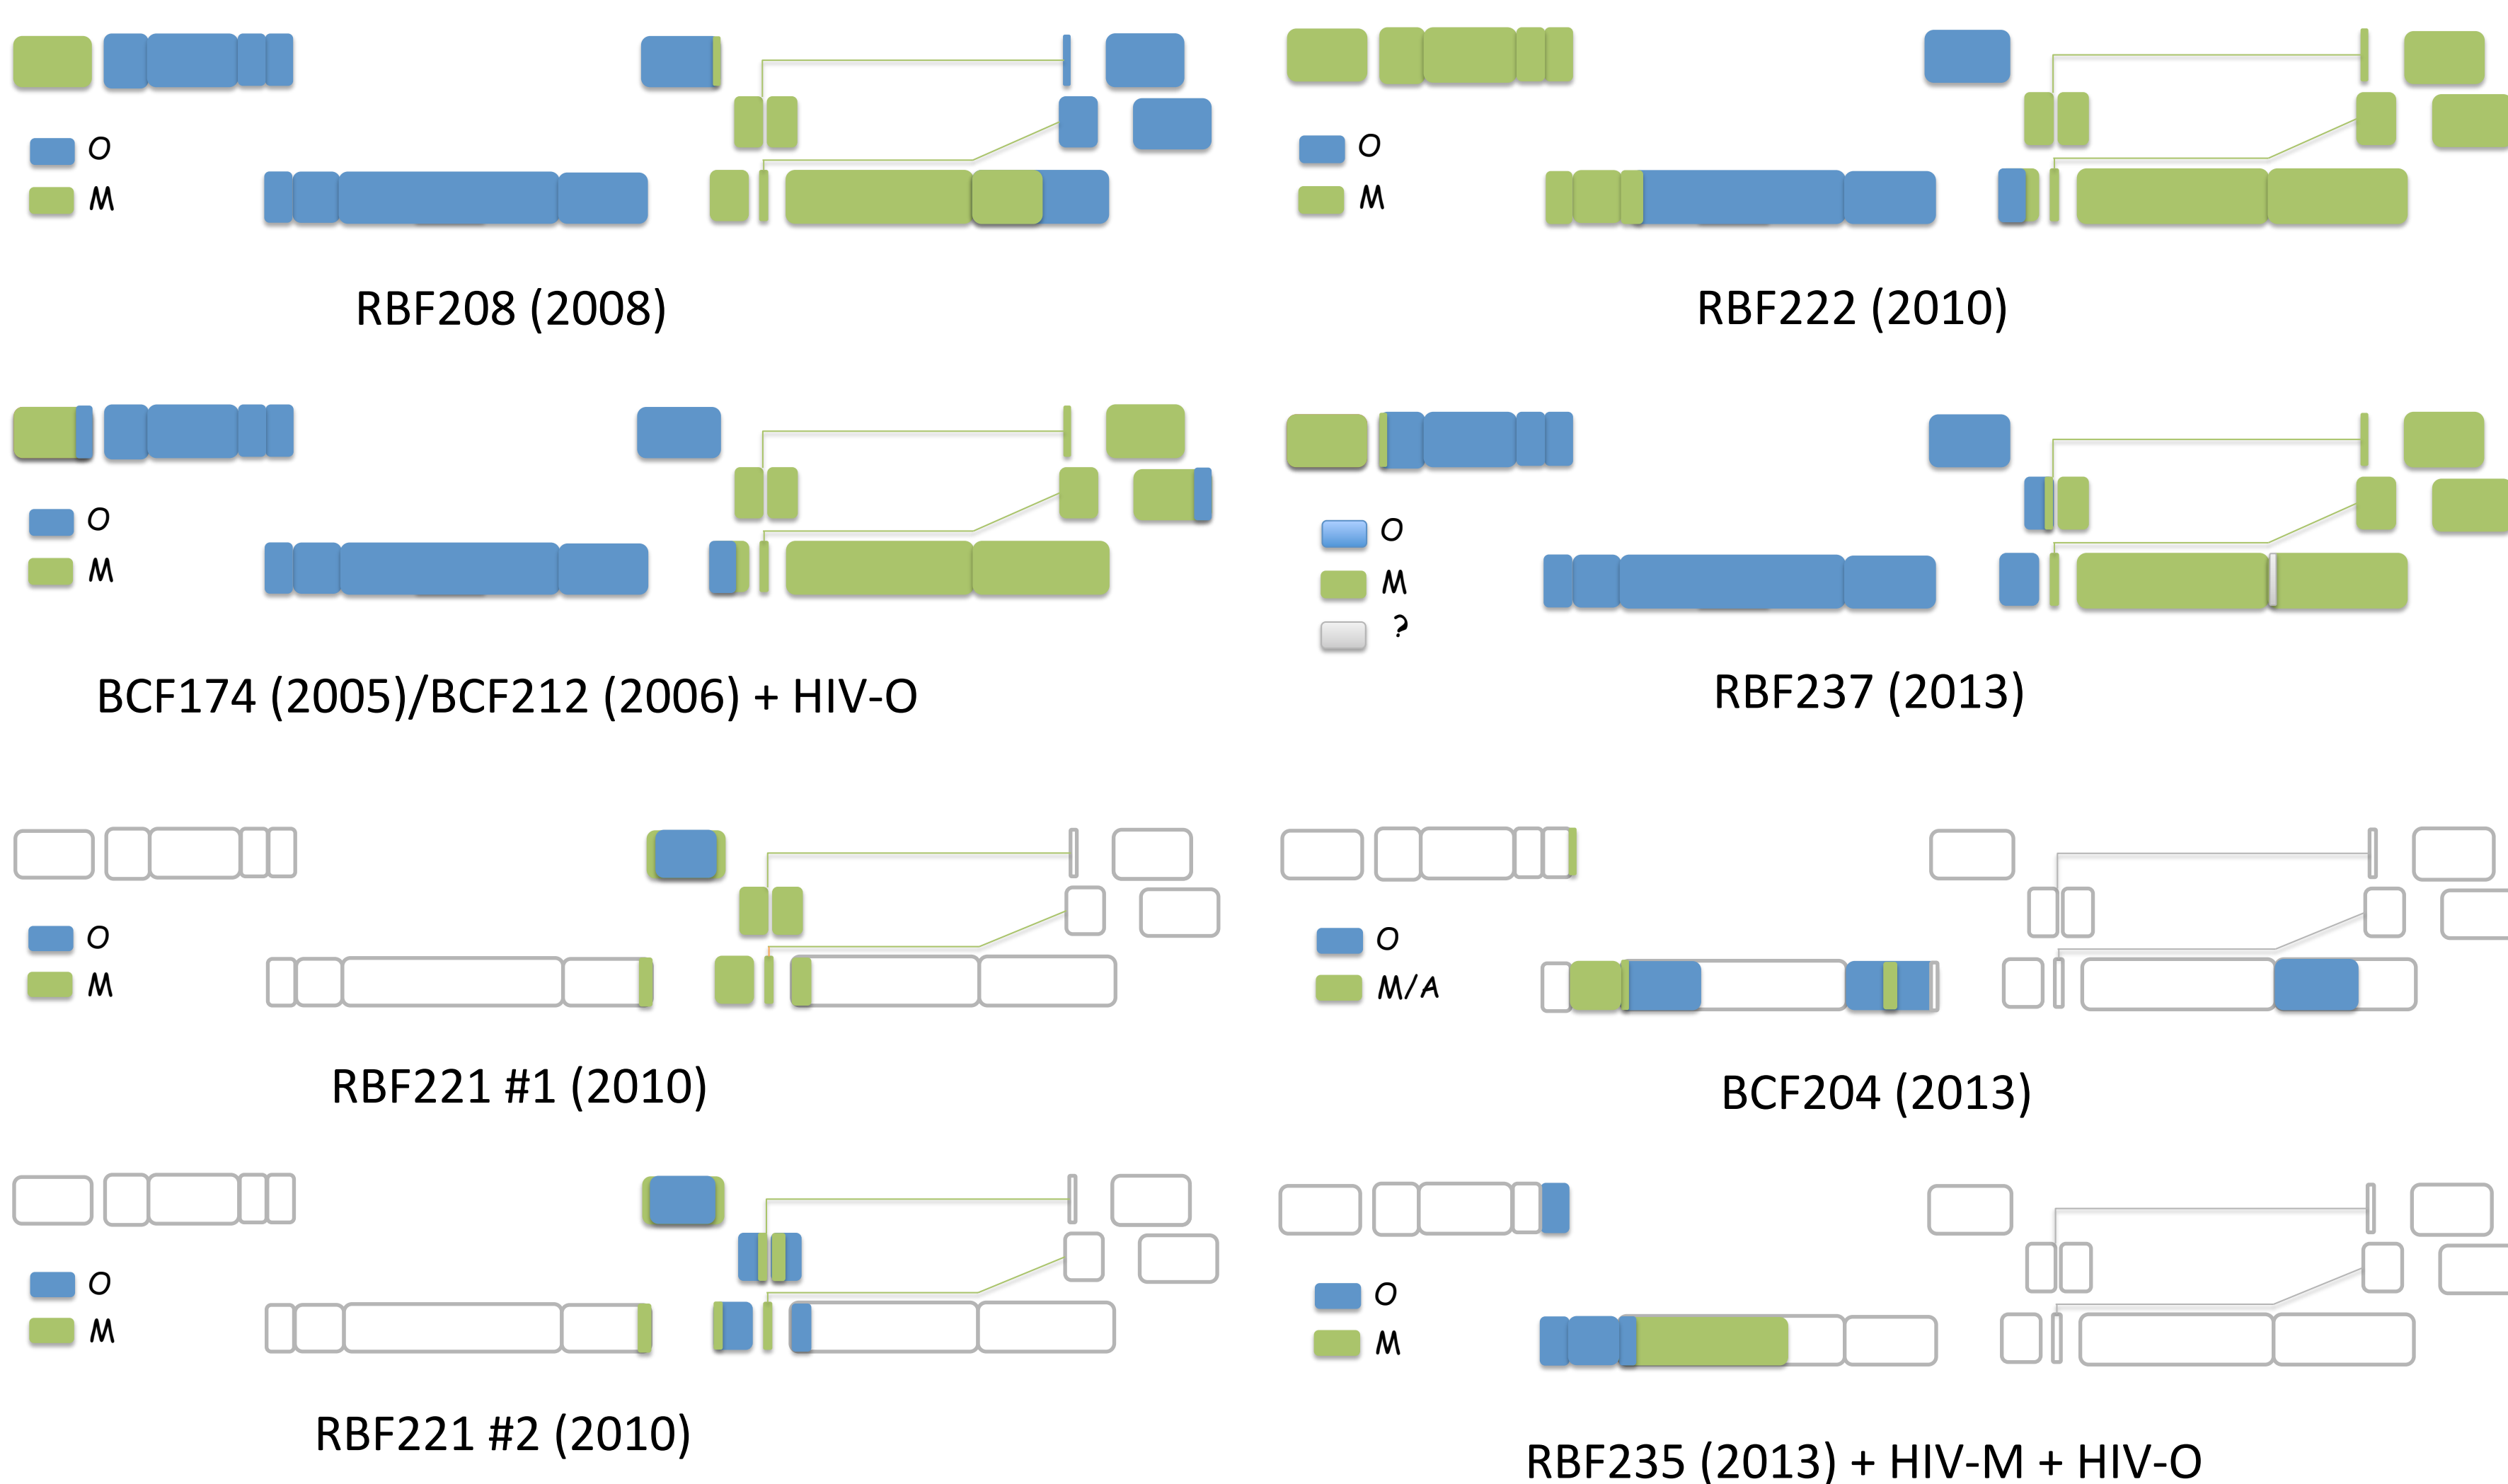 O
M
RBF208 (2008)
O
M
RBF222 (2010)
O
M
BCF174 (2005)/BCF212 (2006) + HIV-O
O
M
?
RBF237 (2013)
O
M
RBF221 #1 (2010)
O
M/A
BCF204 (2013)
O
M
RBF221 #2 (2010)
O
M
RBF235 (2013) + HIV-M + HIV-O